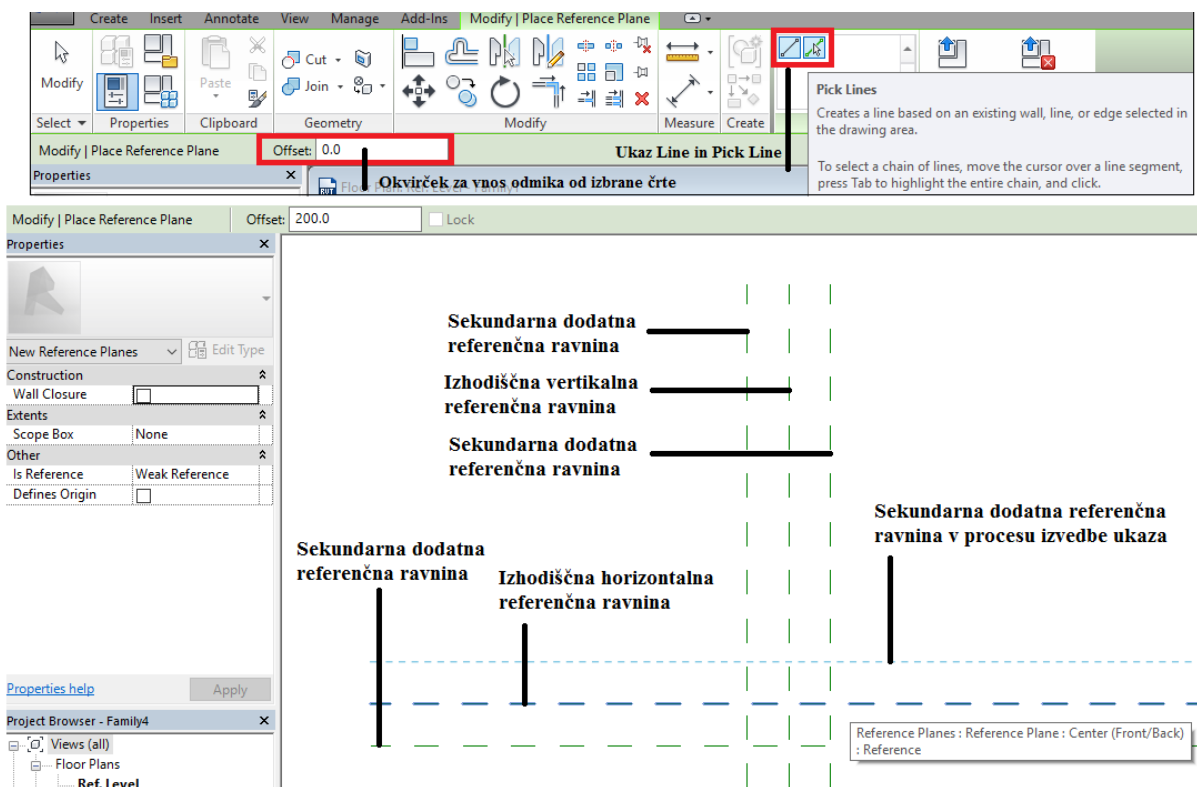 Create Insert Annotate View Manage Add-Ins Modify | Place Reference Plane
Modify
Paste
Cut
Join
Select Properties Clipboard Geometry Modify Measure Create
Pick Lines
Creates a line based on an existing wall, line, or edge selected in
the drawing area.
To select a chain of lines, move the cursor over a line segment,
press Tab to highlight the entire chain, and click.
Modify | Place Reference Plane Offset: 0.0 Ukaz Line in Pick Line
Properties
Okvirček za vnos odmika od izbrane črte
Modify | Place Reference Plane Offset: 200.0 Lock
Properties
New Reference Planes Edit Type
Construction
Wall Closure
Extents
Scope Box None
Other
Is Reference Weak Reference
Defines Origin
Properties help Apply
Project Browser - Family4
Views (all)
Floor Plans
Ref. Level
Sekundarna dodatna
referenčna ravnina
Izhodiščna vertikalna
referenčna ravnina
Sekundarna dodatna
referenčna ravnina
Sekundarna dodatna referenčna
ravnina v procesu izvedbe ukaza
Sekundarna dodatna
referenčna ravnina
Izhodiščna horizontalna
referenčna ravnina
Reference Planes : Reference Plane : Center (Front/Back)
: Reference